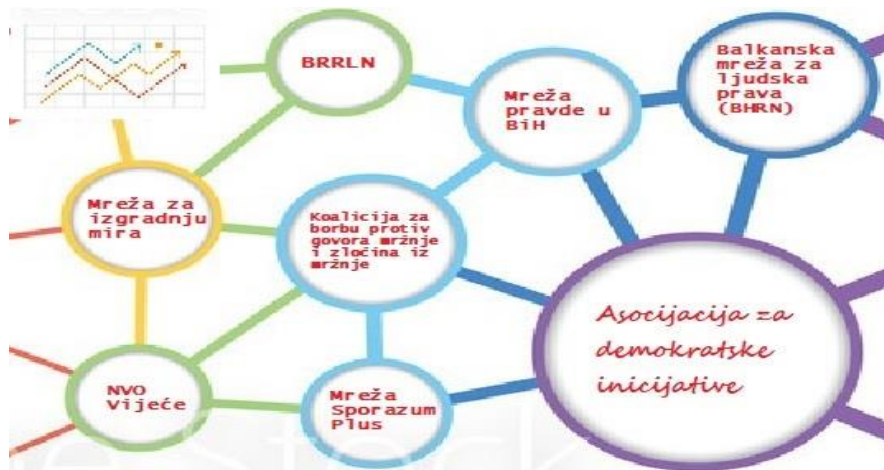 BRRLN
Mreža
pravde u
BiH
Balkanska
mreža za
ljudska
prava
(BHRN)
Mreža za
izgradnju
mira
Koalicija za
borbu protiv
govora mržnje
i zločina iz
mržnje
Asocijacija za
demokratske
inicijative
NVO
Vijeće
Mreža
Sporazum
Plus